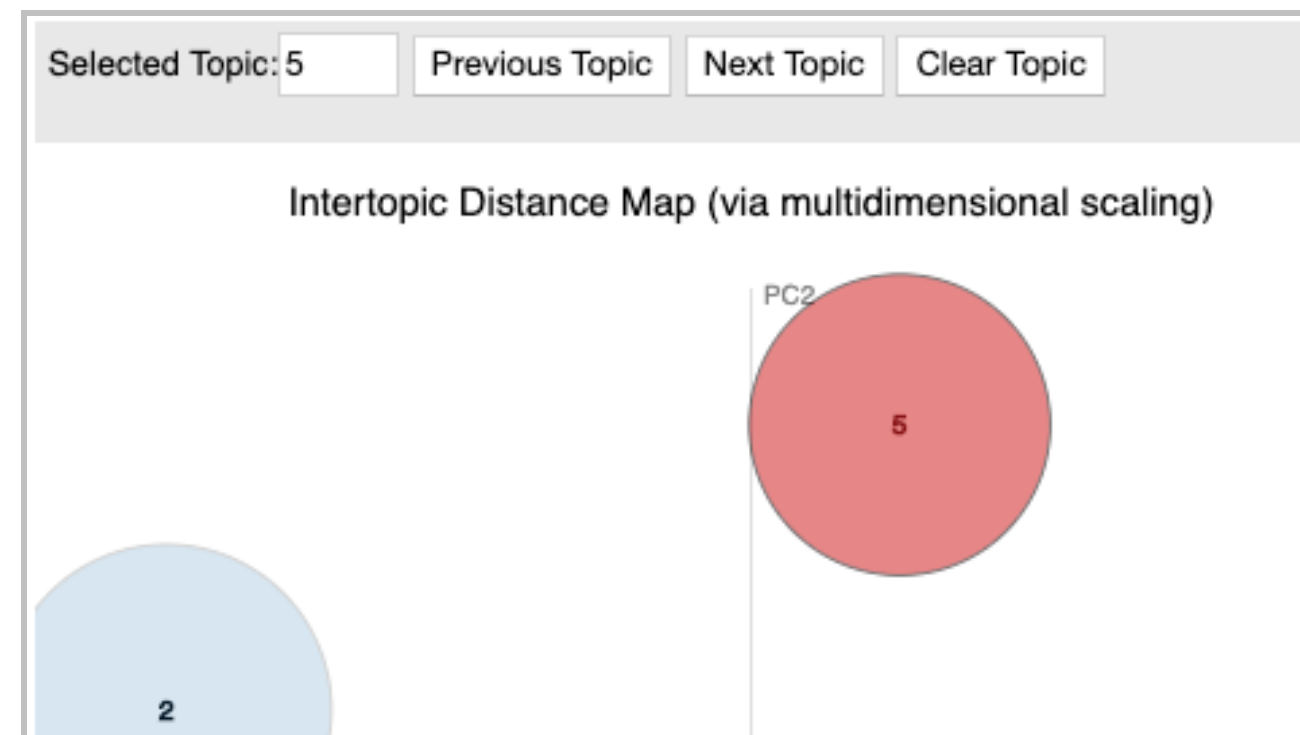 Selected Topic: 5 Previous Topic Next Topic Clear Topic
Intertopic Distance Map (via multidimensional scaling)
PC2
5
2